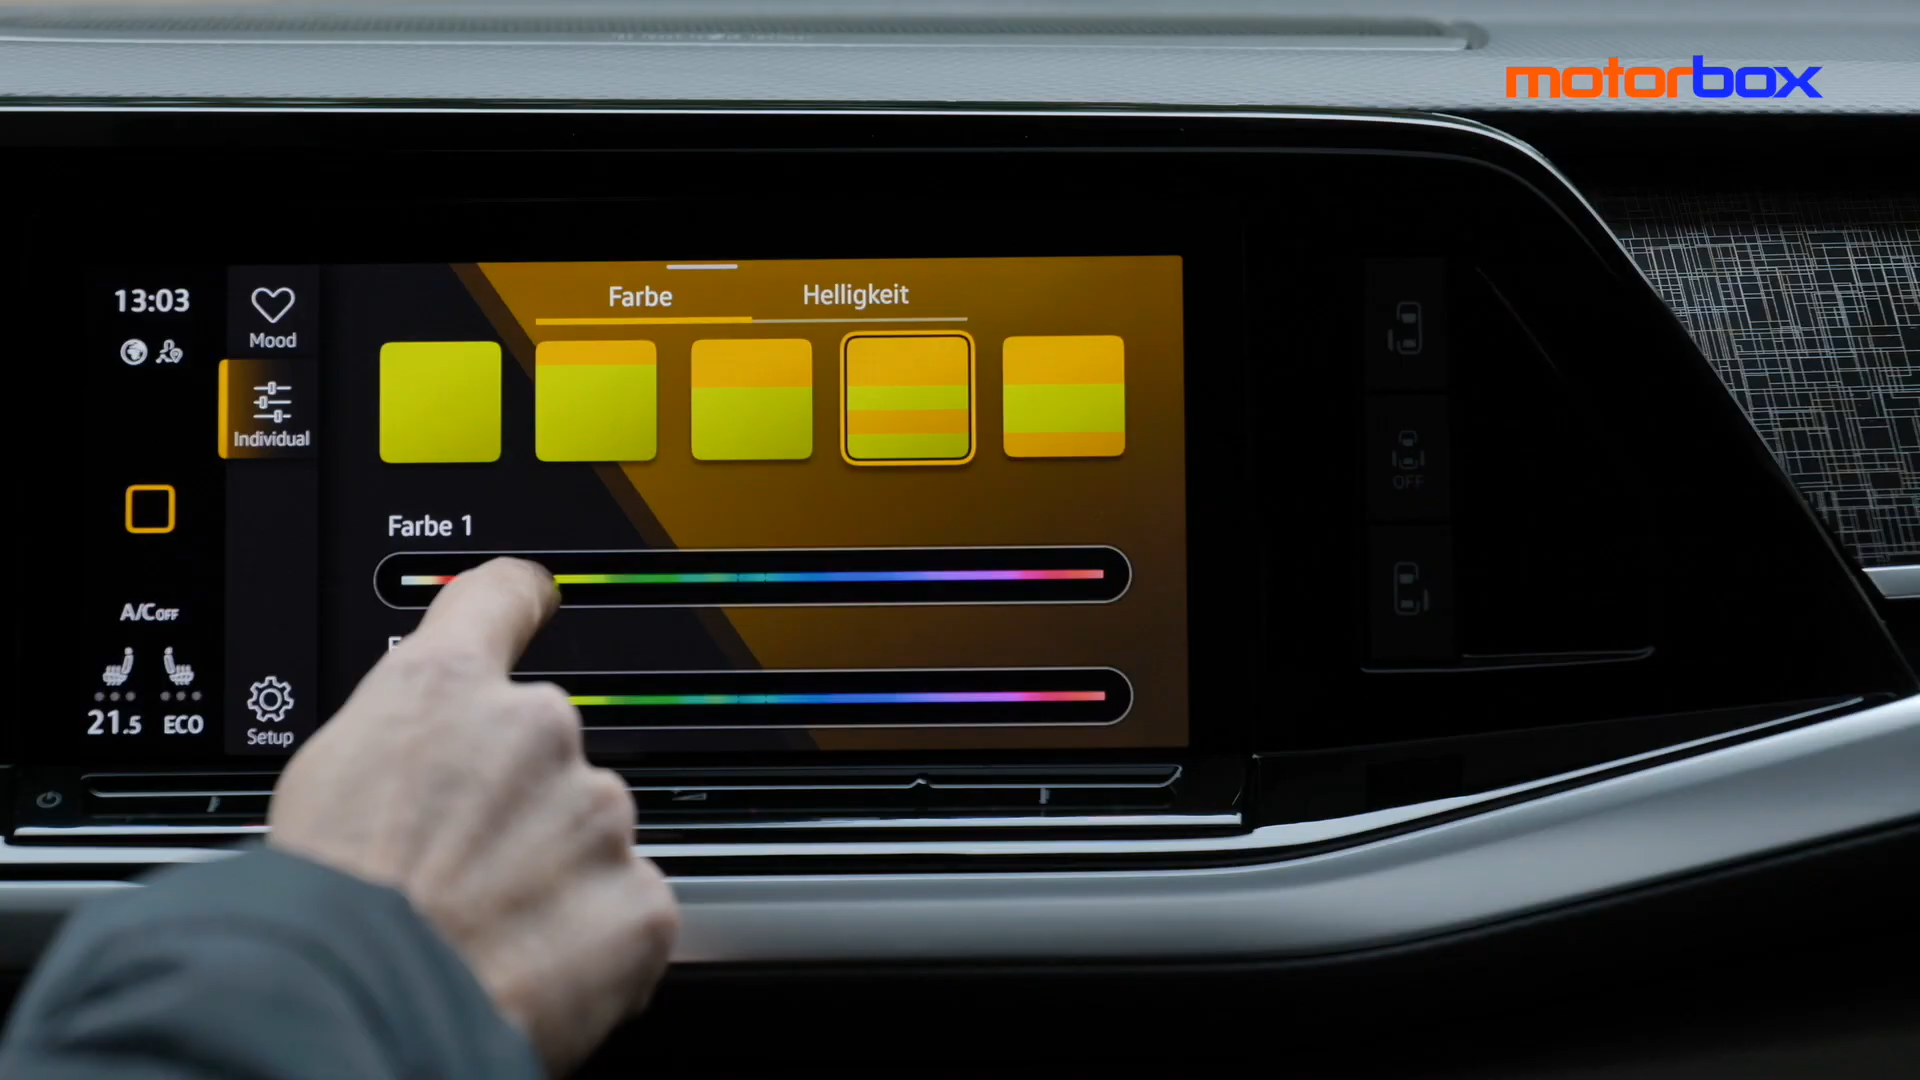 motorbox
13:03
Mood
Farbe
Helligkeit
Individual
Farbe 1
A/C OFF
21.5
ECO
Setup
OFF